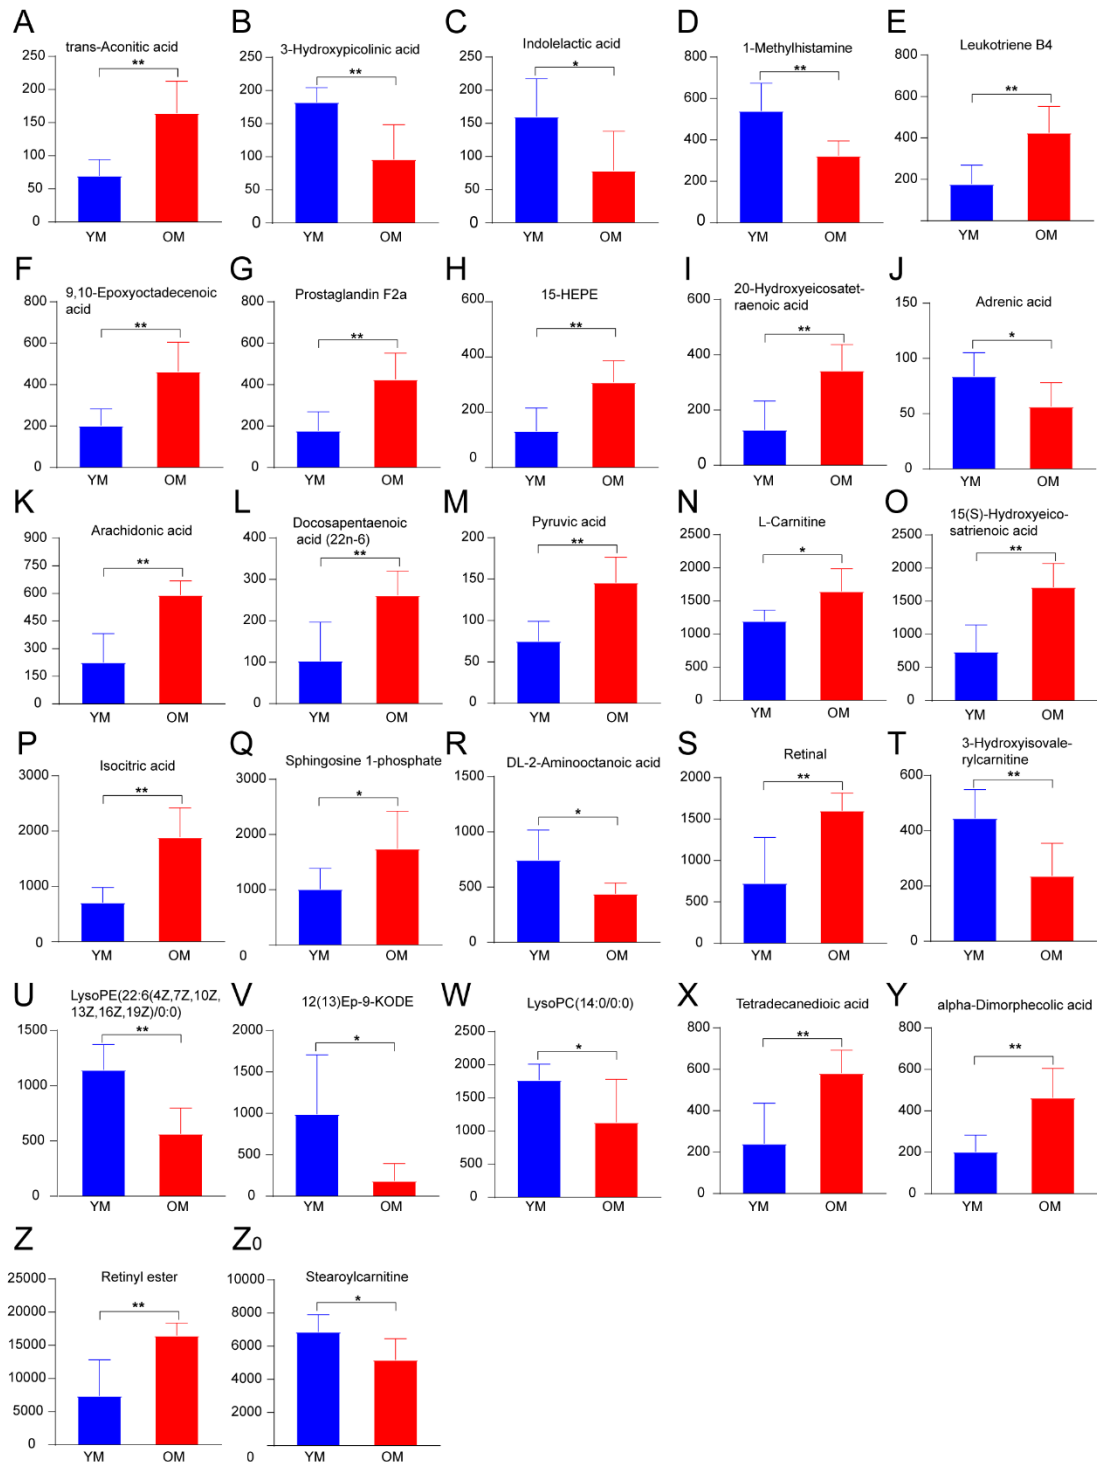 A
trans-Aconitic acid
**
250
200
150
100
50
0
YM OM
B
3-Hydroxypicolinic acid
**
250
200
150
100
50
0
YM OM
C
Indolelactic acid
*
250
200
150
100
50
0
YM OM
D
1-Methylhistamine
**
800
600
400
200
0
YM OM
E
Leukotriene B4
**
800
600
400
200
0
YM OM
F
9,10-Epoxyoctadecenoic
acid
**
800
600
400
200
0
YM OM
G
Prostaglandin F2a
**
800
600
400
200
0
YM OM
H
15-HEPE
**
600
400
200
0
YM OM
I
20-Hydroxyeicosatet-
raenoic acid
**
600
400
200
0
YM OM
J
Adrenic acid
*
150
100
50
0
YM OM
K
Arachidonic acid
**
900
750
600
450
300
150
0
YM OM
L
Docosapentaenoic
acid (22n-6)
**
400
300
200
100
0
YM OM
M
Pyruvic acid
**
200
150
100
50
0
YM OM
N
L-Carnitine
*
2500
2000
1500
1000
500
0
YM OM
O
15(S)-Hydroxyeico-
satrienoic acid
**
2500
2000
1500
1000
500
0
YM OM
P
Isocitric acid
**
3000
2000
1000
0
YM OM
Q
Sphingosine 1-phosphate
*
3000
2000
1000
0
YM OM
R
DL-2-Aminooctanoic acid
*
1500
1000
500
0
YM OM
S
Retinal
**
2000
1500
1000
500
0
YM OM
T
3-Hydroxyisovale-
rylcarnitine
**
600
400
200
0
YM OM
U
LysoPE(22:6(4Z,7Z,10Z,
13Z,16Z,19Z)/0:0)
**
1500
1000
500
0
YM OM
V
12(13)Ep-9-KODE
*
2000
1500
1000
500
0
YM OM
W
LysoPC(14:0/0:0)
*
2500
2000
1500
1000
500
0
YM OM
X
Tetradecanedioic acid
**
800
600
400
200
0
YM OM
Y
alpha-Dimorphecolic acid
**
800
600
400
200
0
YM OM
Z
Retinyl ester
**
25000
20000
15000
10000
5000
0
YM OM
Z0
Stearoylcarnitine
*
10000
8000
6000
4000
2000
0
YM OM